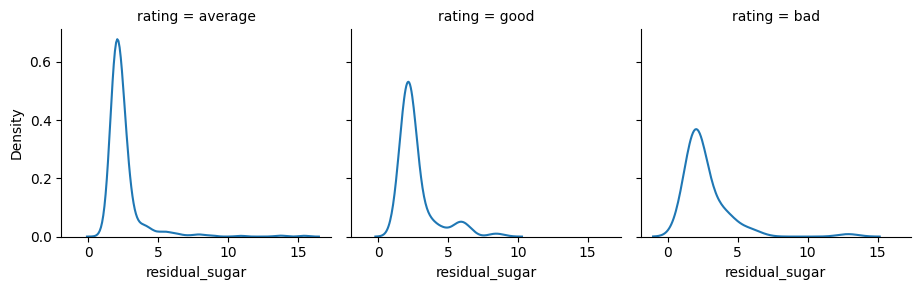 rating = average
rating = good
rating = bad
Density
0.6
0.4
0.2
0.0
0 5 10 15
0 5 10 15
0 5 10 15
residual_sugar
residual_sugar
residual_sugar